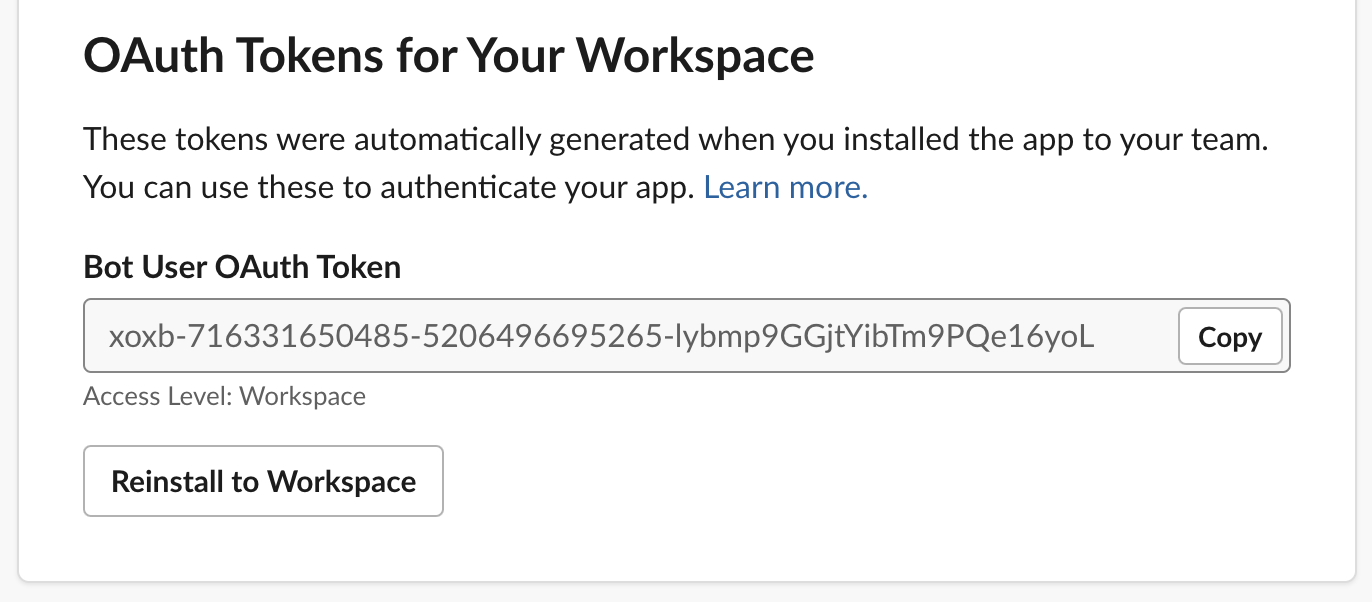 OAuth Tokens for Your Workspace
These tokens were automatically generated when you installed the app to your team.
You can use these to authenticate your app. Learn more.
Bot User OAuth Token
xoxb-716331650485-5206496695265-lybmp9GGjtYibTm9PQe16yoL
Copy
Access Level: Workspace
Reinstall to Workspace